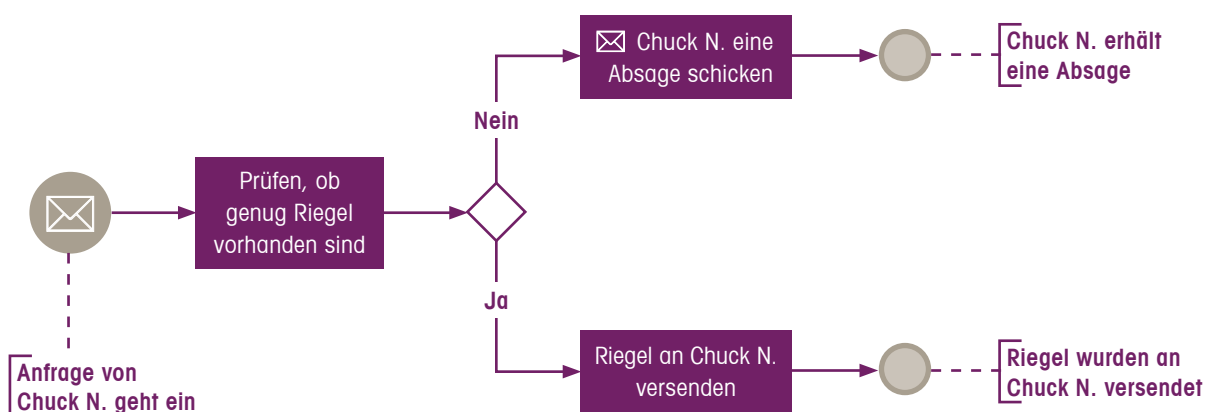 Chuck N. eine
Absage schicken
Chuck N. erhält
eine Absage
Nein
Prüfen, ob
genug Riegel
vorhanden sind
Ja
Riegel an Chuck N.
versenden
Riegel wurden an
Chuck N. versendet
Anfrage von
Chuck N. geht ein